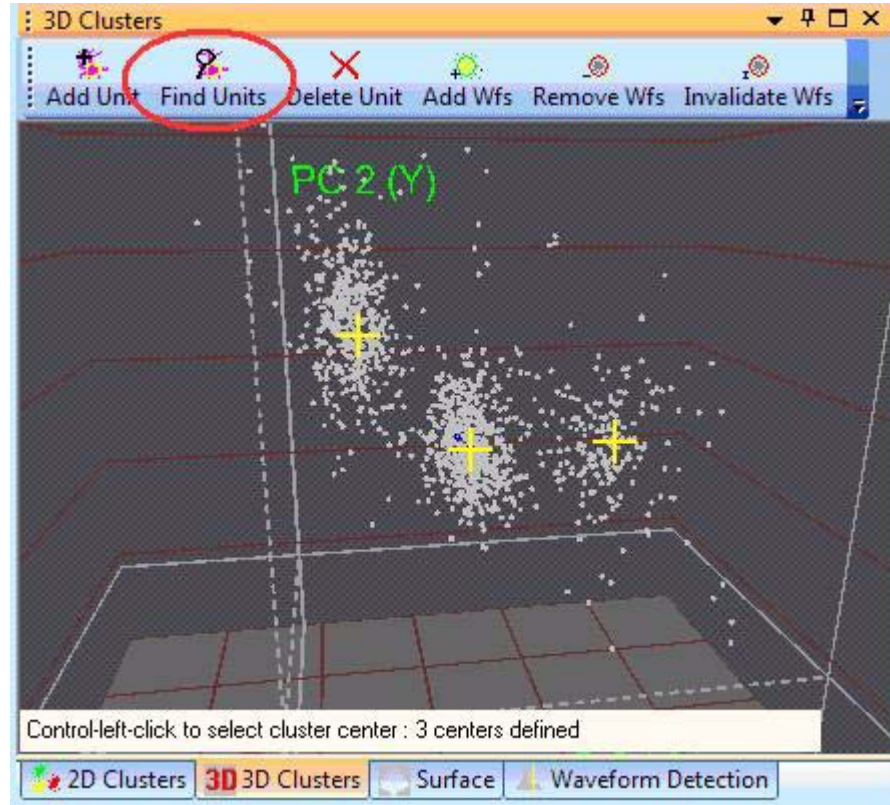 3D Clusters
Add Unit Find Units Delete Unit Add Wfs Remove Wfs Invalidate Wfs
PC 2 (Y)
Control-left-click to select cluster center : 3 centers defined
2D Clusters 3D 3D Clusters Surface Waveform Detection